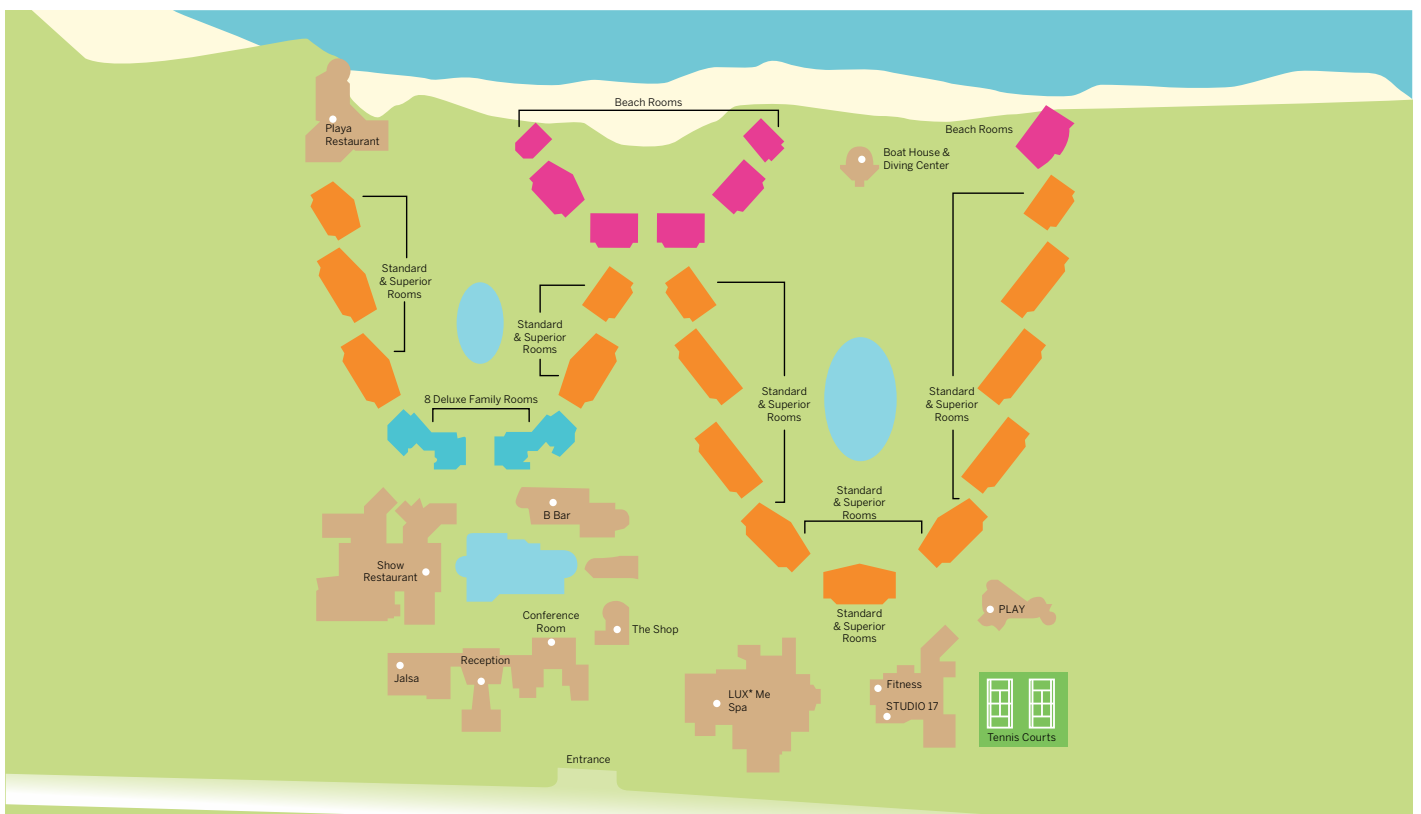 Beach Rooms
Playa
Restaurant
Beach Rooms
Boat House &
Diving Center
Standard
& Superior
Rooms
Standard
& Superior
Rooms
Standard
& Superior
Rooms
Standard
& Superior
Rooms
8 Deluxe Family Rooms
Standard
& Superior
Rooms
B Bar
Show
Restaurant
Standard
& Superior
Rooms
PLAY
Conference
Room
The Shop
Reception
Jalsa
LUX* Me
Spa
Fitness
STUDIO 17
Tennis Courts
Entrance